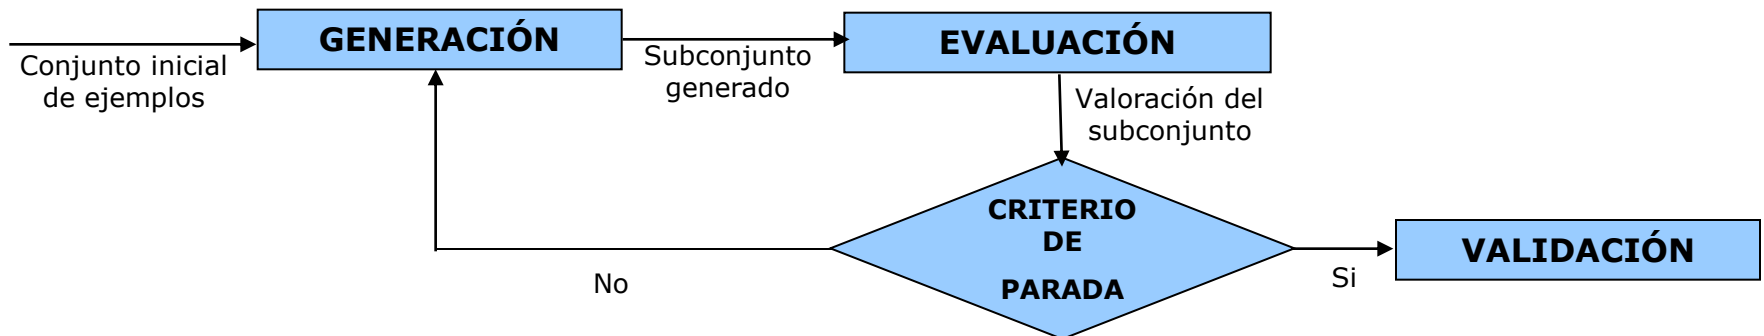 GENERACIÓN
EVALUACIÓN
Conjunto inicial
de ejemplos
Subconjunto
generado
Valoración del
subconjunto
CRITERIO
DE
PARADA
No
Si
VALIDACIÓN